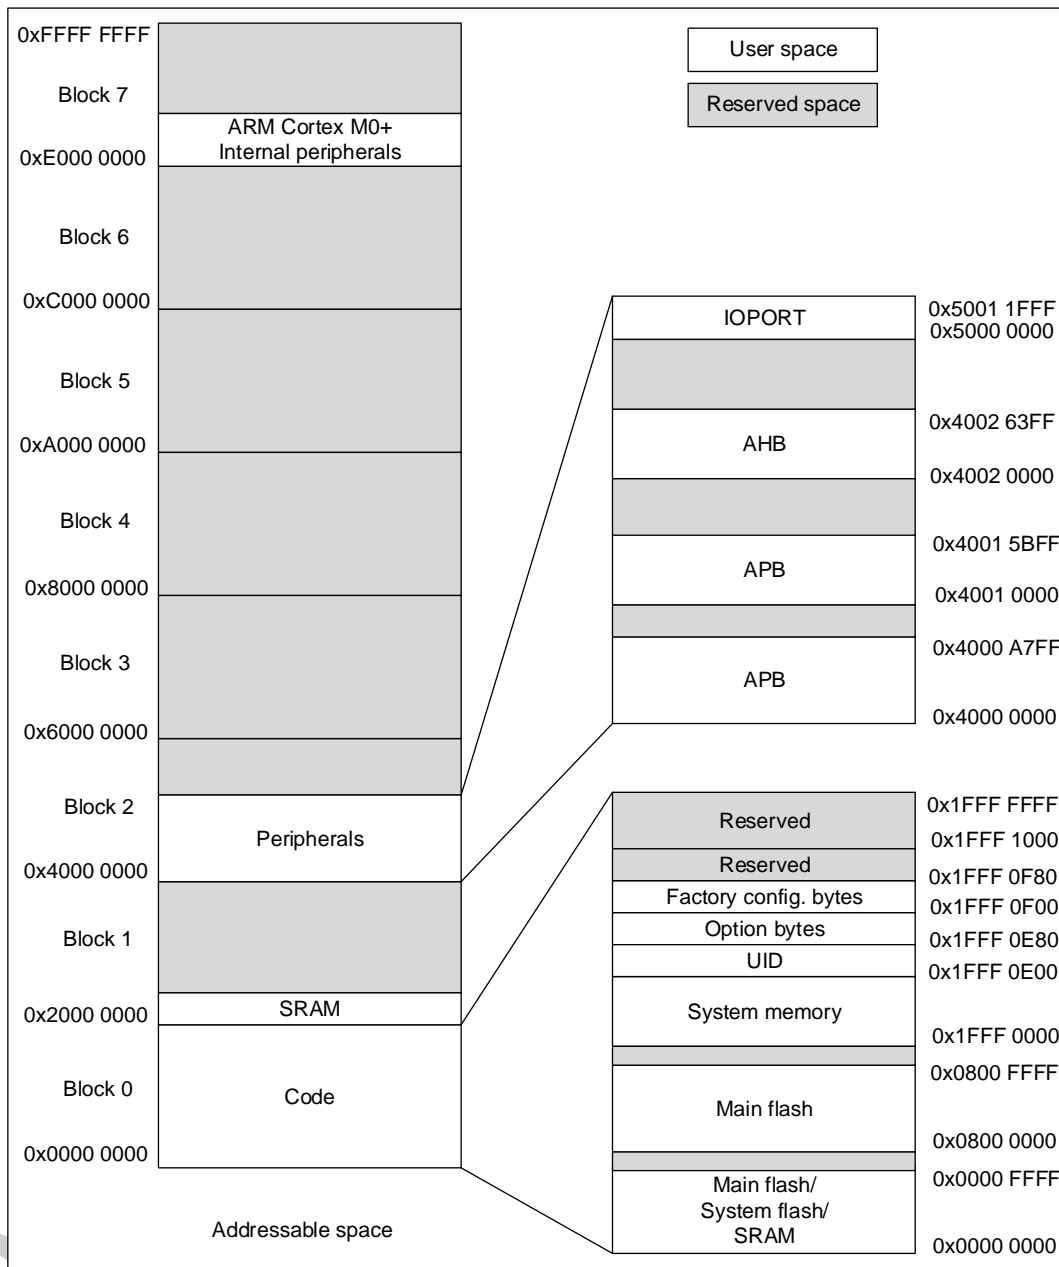 0xFFFF FFFF
Block 7
ARM Cortex M0+
Internal peripherals
0xE000 0000
Block 6
0xC000 0000
Block 5
0xA000 0000
Block 4
0x8000 0000
Block 3
0x6000 0000
Block 2
Peripherals
0x4000 0000
Block 1
SRAM
0x2000 0000
Block 0
Code
0x0000 0000
Addressable space
User space
Reserved space
IOPORT
0x5001 1FFF
0x5000 0000
0x4002 63FF
AHB
0x4002 0000
0x4001 5BFF
APB
0x4001 0000
0x4000 A7FF
APB
0x4000 0000
0x1FFF FFFF
Reserved
0x1FFF 1000
Reserved
0x1FFF 0F80
Factory config. bytes
0x1FFF 0F00
Option bytes
0x1FFF 0E80
UID
0x1FFF 0E00
System memory
0x1FFF 0000
0x0800 FFFF
Main flash
0x0800 0000
0x0000 FFFF
Main flash/
System flash/
SRAM
0x0000 0000